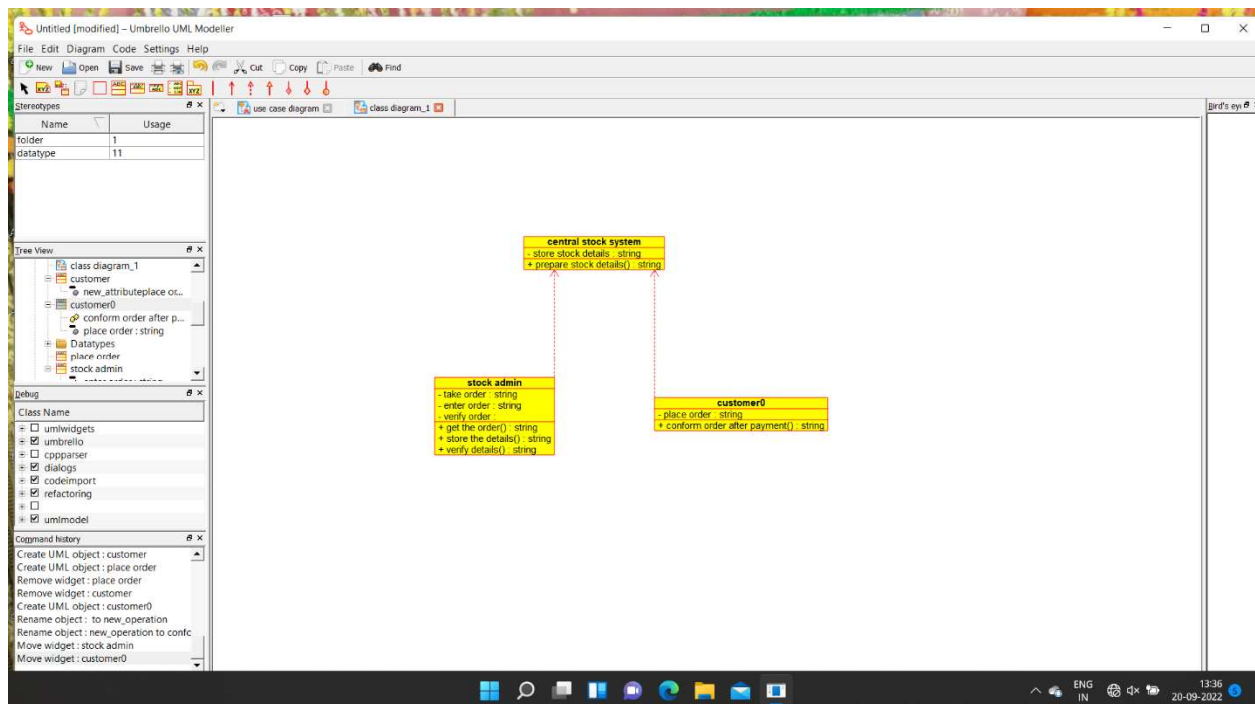 Untitled [modified] – Umbrello UML Modeller
File Edit Diagram Code Settings Help
New Open Save Cut Copy Paste Find
Stereotypes
Name Usage
folder 1
datatype 11
Tree View
class diagram_1
customer
new_attributeplace or...
customer0
conform order after p...
place order : string
Datatypes
place order
stock admin
Debug
Class Name
umlwidgets
umbrello
cppparser
dialogs
codeimport
refactoring
umlmodel
Command history
Create UML object : customer
Create UML object : place order
Remove widget : place order
Remove widget : customer
Create UML object : customer0
Rename object : to new_operation
Rename object : new_operation to confc
Move widget : stock admin
Move widget : customer0
use case diagram class diagram_1
central stock system
- store stock details : string
+ prepare stock details() : string
stock admin
- take order : string
- enter order : string
- verify order :
+ get the order() : string
+ store the details() : string
+ verify details() : string
customer0
- place order : string
+ conform order after payment() : string
Bird's eye
ENG
IN
13:36
20-09-2022